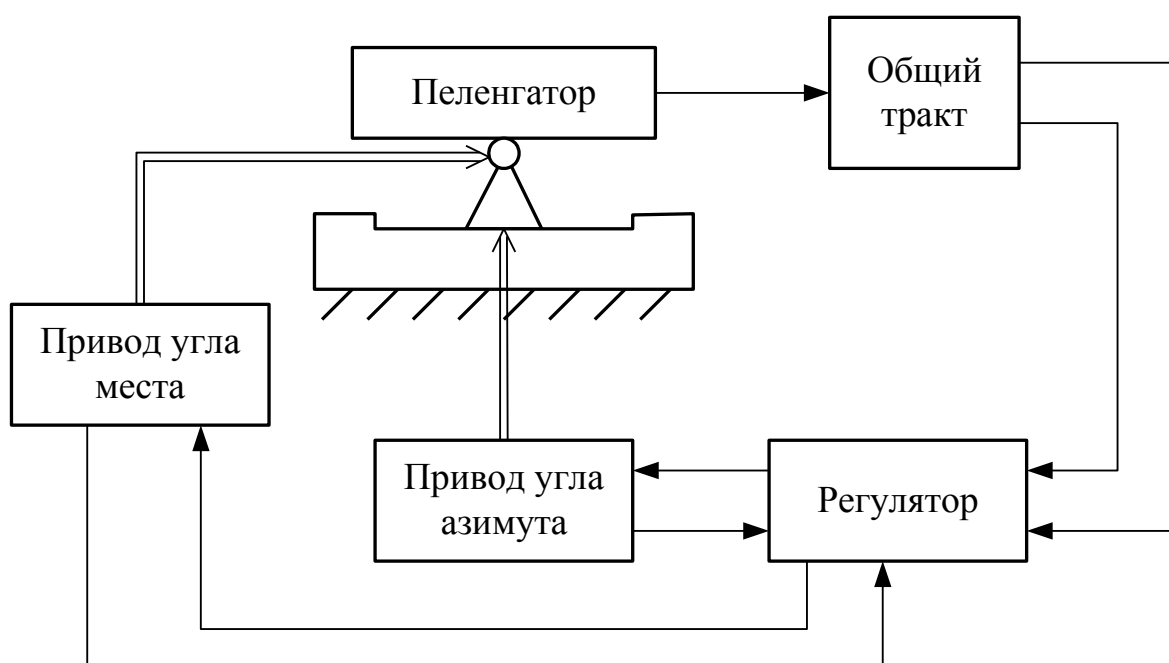 Пеленгатор
Общий
тракт
Привод угла
места
Привод угла
азимута
Регулятор